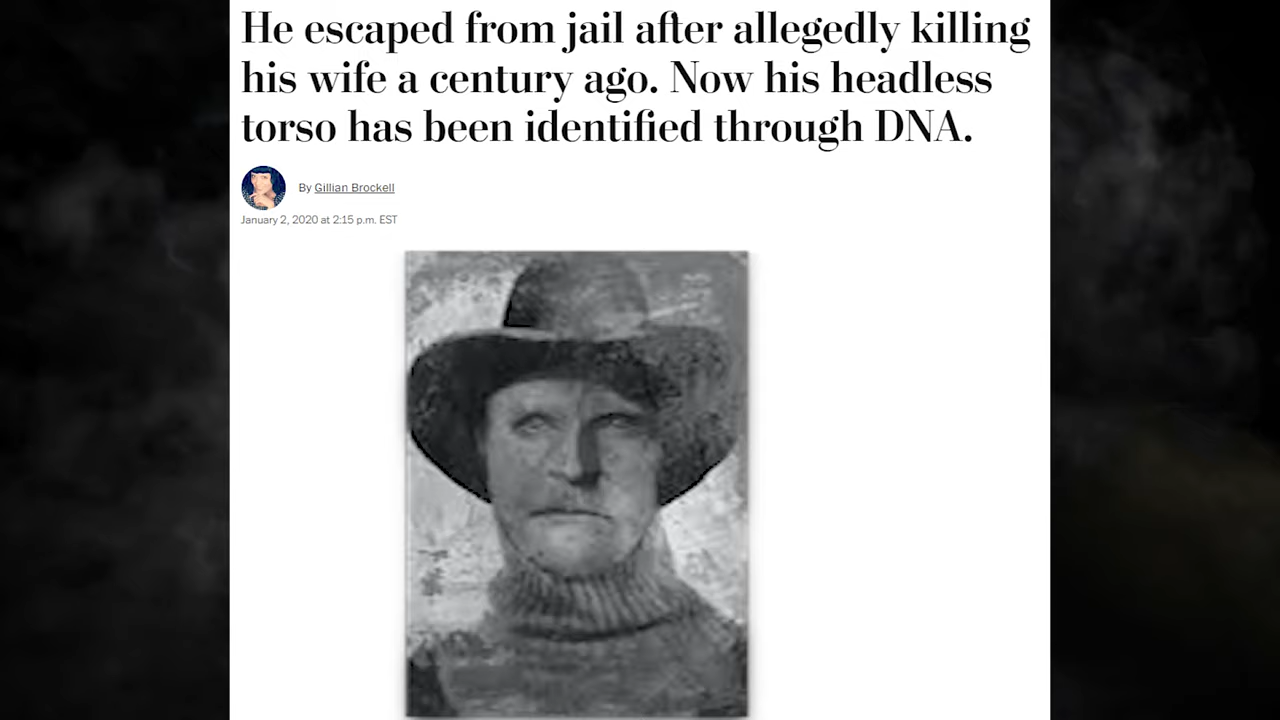 He escaped from jail after allegedly killing
his wife a century ago. Now his headless
torso has been identified through DNA.
By Gillian Brockell
January 2, 2020 at 2:15 p.m. EST